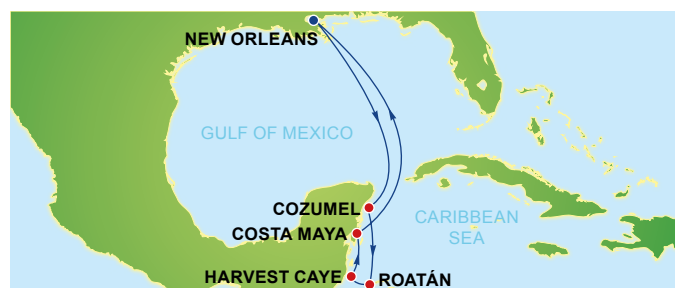 NEW ORLEANS
GULF OF MEXICO
COZUMEL
CARIBBEAN
SEA
COSTA MAYA
HARVEST CAYE
ROATÁN